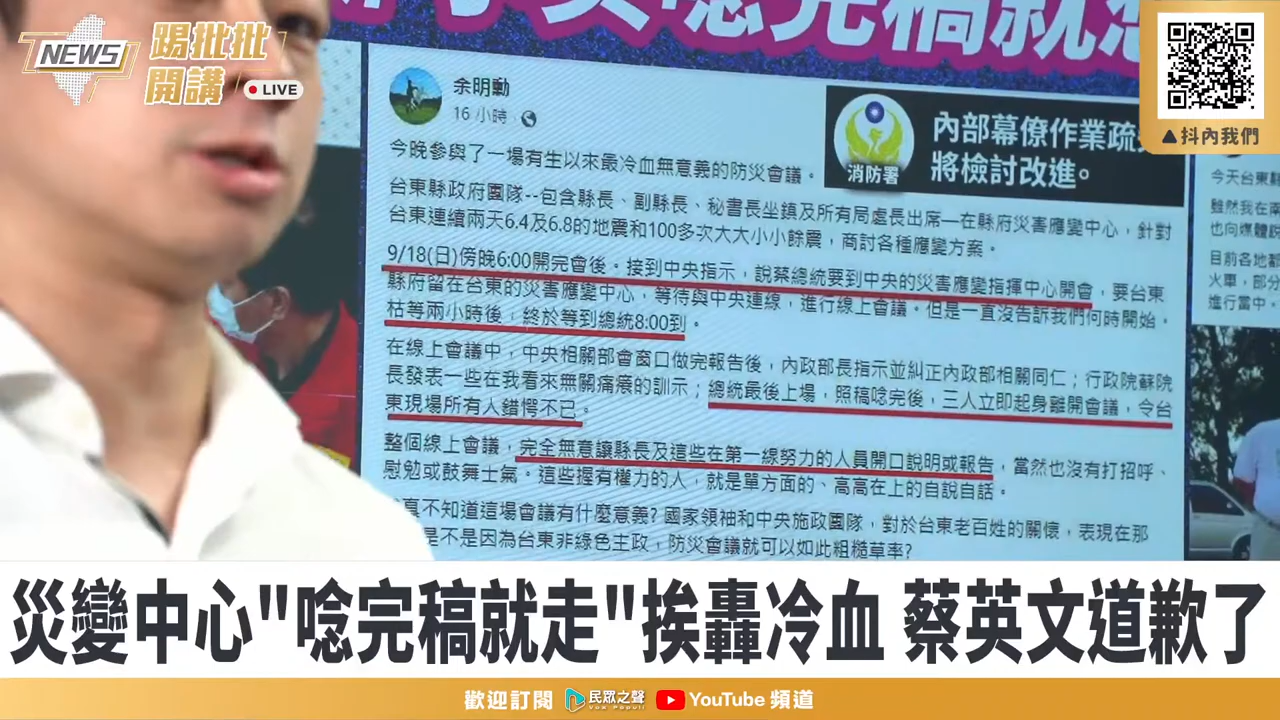 NEWS
踢批批
開講
LIVE
唸完稿就
▲抖內我們
余明勳
16 小時
今晚參與了一場有生以來最冷血無意義的防災會議。
內部幕僚作業疏
將檢討改進。
消防署
台東縣政府團隊--包含縣長、副縣長、秘書長坐鎮及所有局處長出席—在縣府災害應變中心，針對
台東連續兩天6.4及6.8的地震和100多次大大小小餘震，商討各種應變方案。
9/18(日)傍晚6:00開完會後。接到中央指示，說蔡總統要到中央的災害應變指揮中心開會，要台東
縣府留在台東的災害應變中心，等待與中央連線，進行線上會議。但是一直沒告訴我們何時開始，
枯等兩小時後，終於等到總統8:00到。
在線上會議中，中央相關部會窗口做完報告後，內政部長指示並糾正內政部相關同仁；行政院蘇院
長發表一些在我看來無關痛癢的訓示；總統最後上場，照稿唸完後，三人立即起身離開會議，令台
東現場所有人錯愕不已。
整個線上會議，完全無意讓縣長及這些在第一線努力的人員開口說明或報告，當然也沒有打招呼、
慰勉或鼓舞士氣。這些握有權力的人，就是單方面的、高高在上的自說自話。
真不知道這場會議有什麼意義? 國家領袖和中央施政團隊，對於台東老百姓的關懷，表現在那
是不是因為台東非綠色主政，防災會議就可以如此粗糙草率?
今天台東縣
雖然我在南
也向媒體說
目前各地都
火車，部分
進行當中。
災變中心"唸完稿就走"挨轟冷血 蔡英文道歉了
歡迎訂閱 民眾之聲 Vox Populi YouTube 頻道